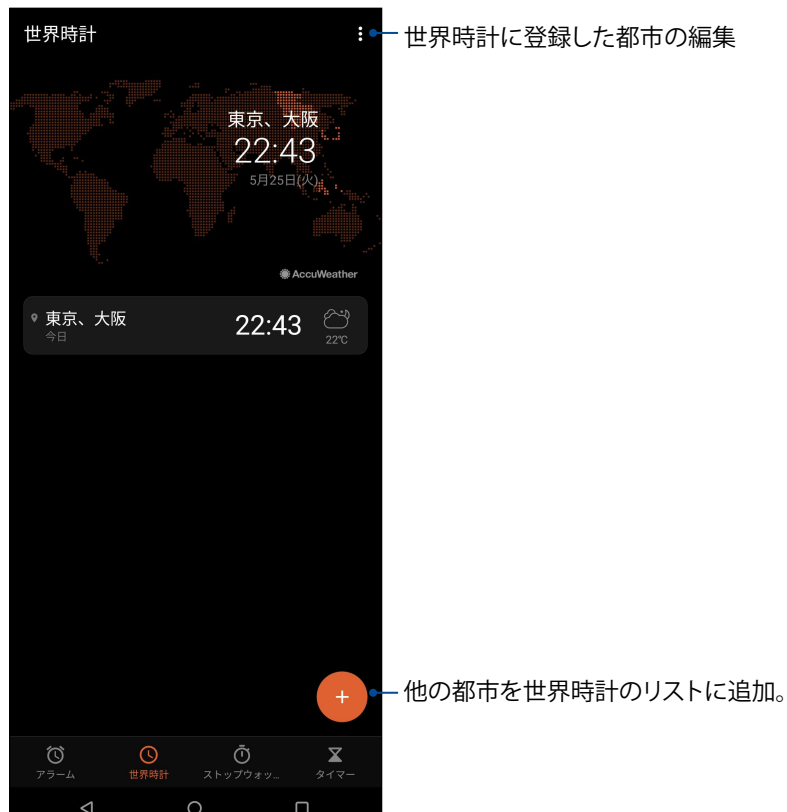 世界時計
世界時計に登録した都市の編集
東京、大阪
22:43
5月25日(火)
AccuWeather
東京、大阪
今日
22:43
22℃
+
他の都市を世界時計のリストに追加。
アラーム
世界時計
ストップウォッ...
タイマー